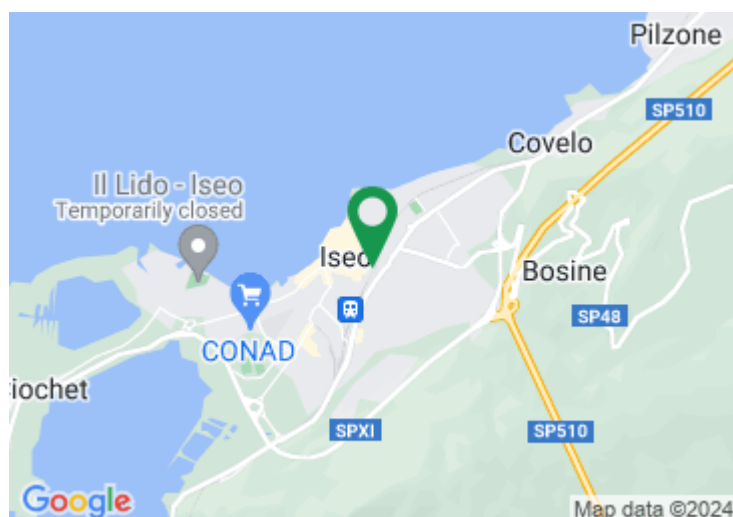 Pilzone
SP510
Covelo
Il Lido - Iseo
Temporarily closed
Iseo
Bosine
SP48
CONAD
iochet
SPXI
SP510
Google
Map data ©2024